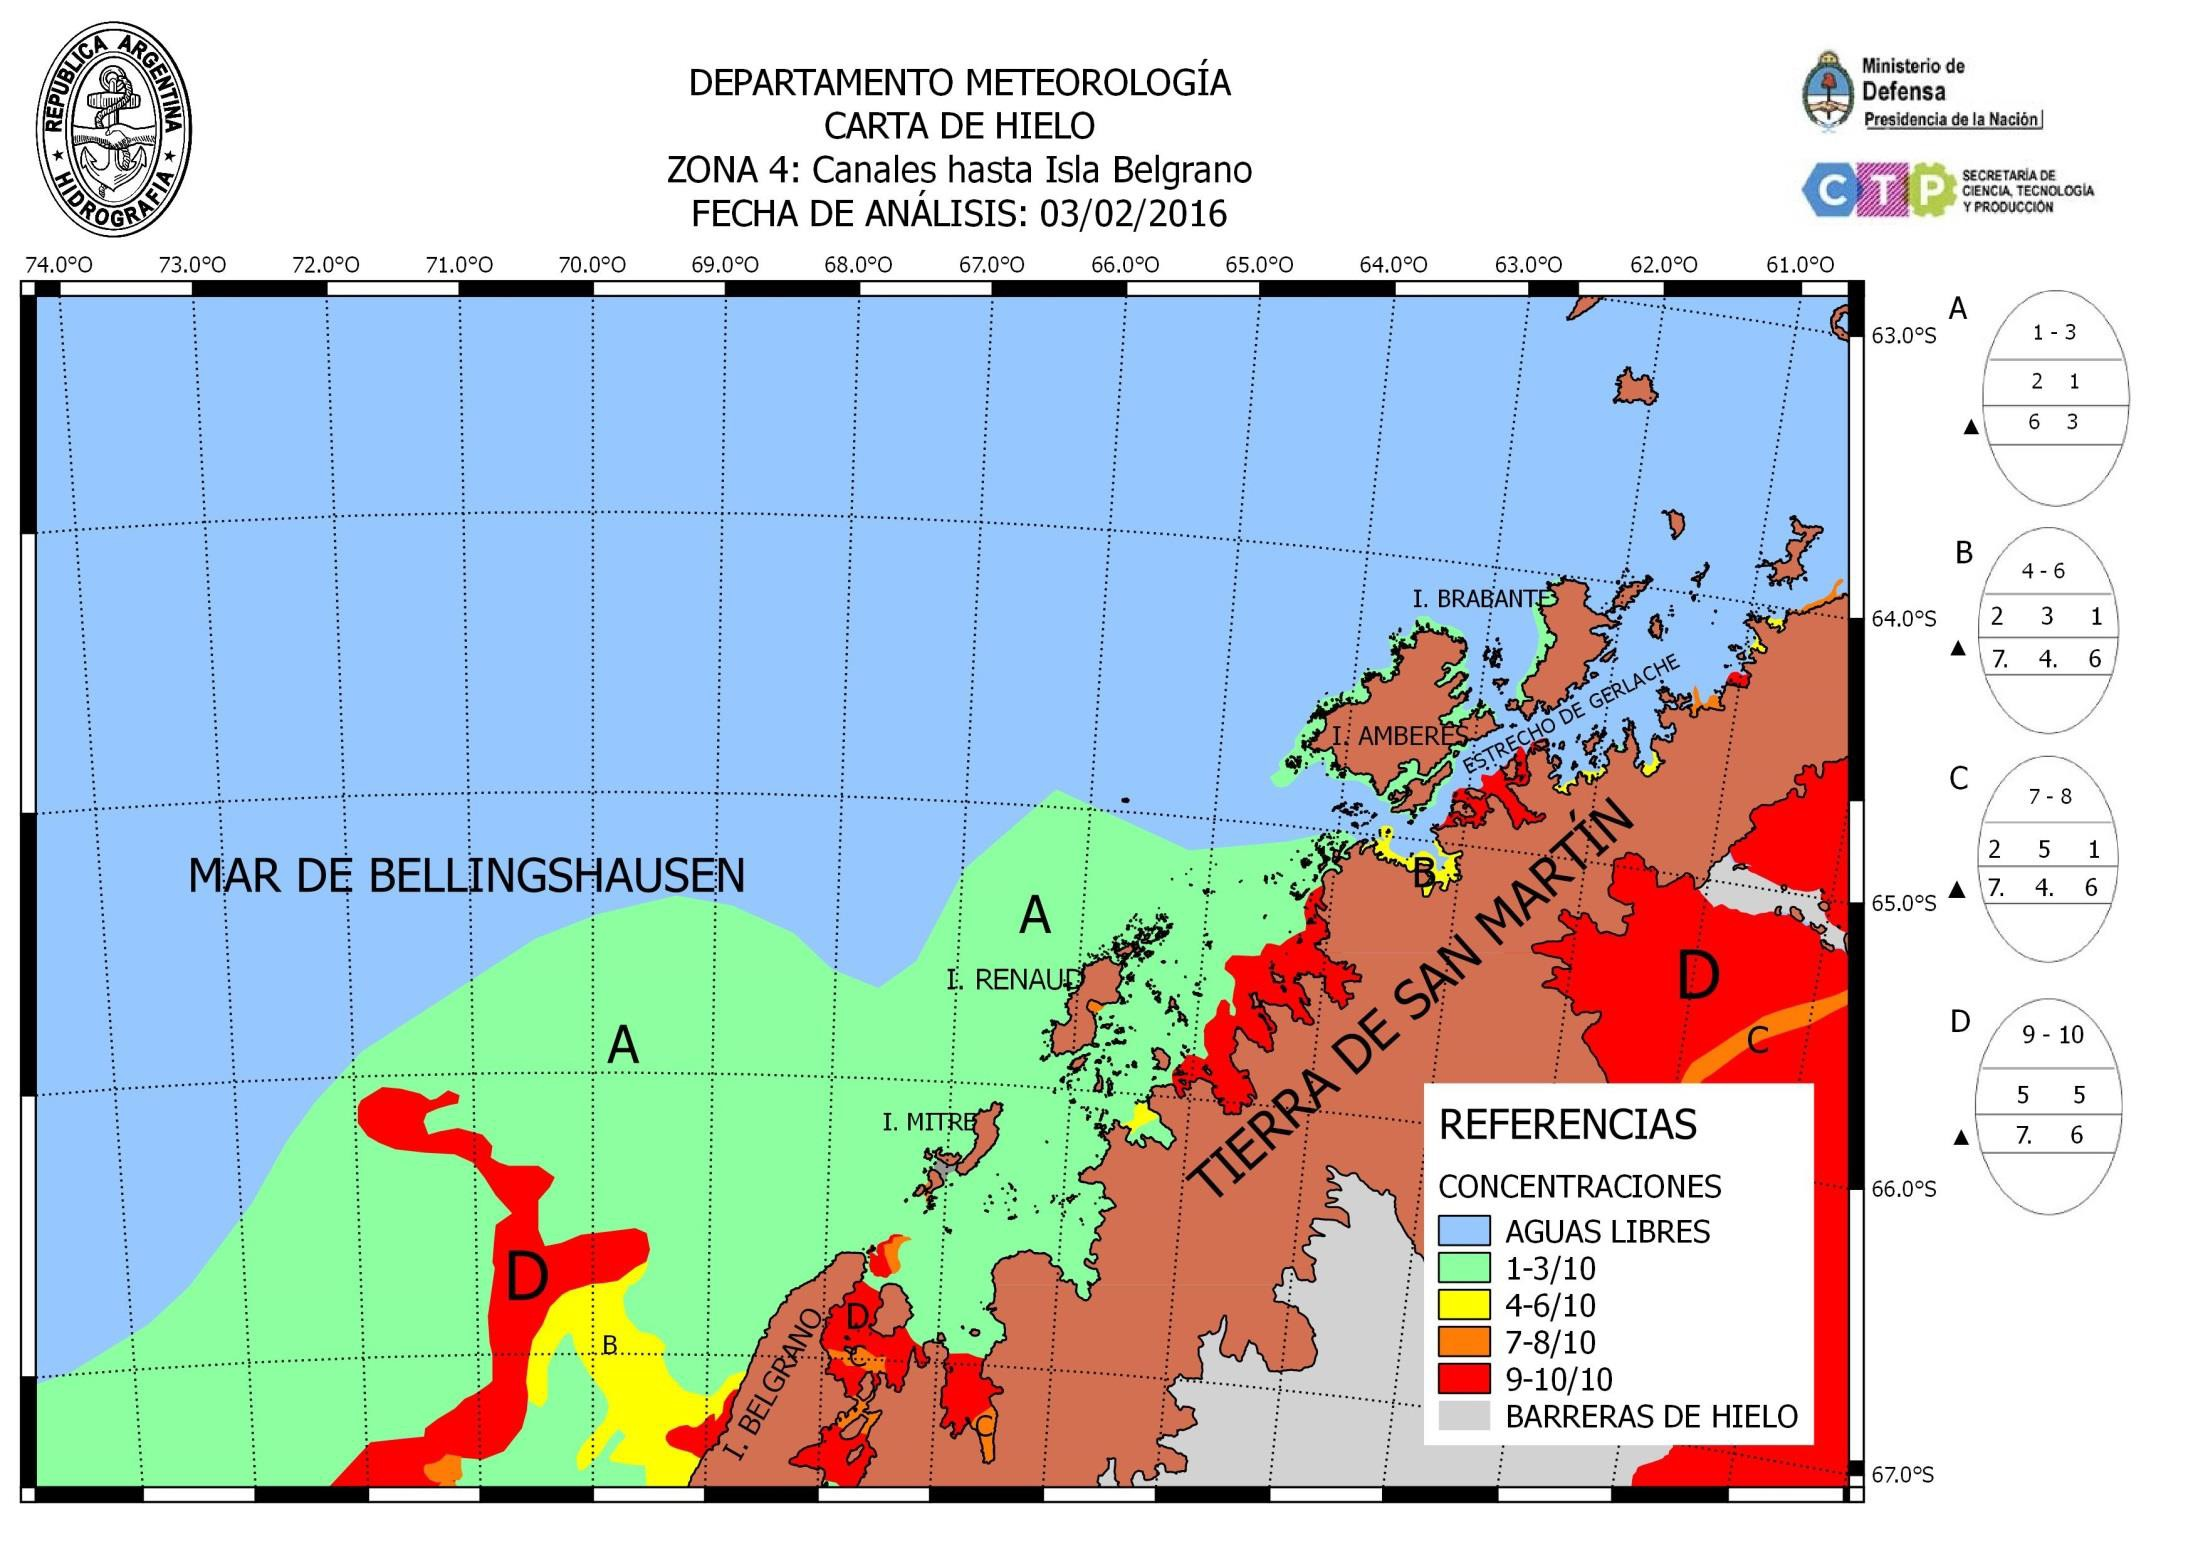 REPUBLICA ARGENTINA
HIDROGRAFIA
DEPARTAMENTO METEOROLOGÍA
CARTA DE HIELO
ZONA 4: Canales hasta Isla Belgrano
FECHA DE ANÁLISIS: 03/02/2016
Ministerio de
Defensa
Presidencia de la Nación
CTP
SECRETARÍA DE
CIENCIA, TECNOLOGÍA
Y PRODUCCIÓN
74.0°O 73.0°O 72.0°O 71.0°O 70.0°O 69.0°O 68.0°O 67.0°O 66.0°O 65.0°O 64.0°O 63.0°O 62.0°O 61.0°O
63.0°S
64.0°S
65.0°S
66.0°S
67.0°S
I. BRABANTE
ESTRECHO DE GERLACHE
I. AMBERES
MAR DE BELLINGSHAUSEN
B
A
I. RENAUD
D
TIERRA DE SAN MARTÍN
A
C
I. MITRE
D
D
B
C
I. BELGRANO
C
REFERENCIAS
CONCENTRACIONES
AGUAS LIBRES
1-3/10
4-6/10
7-8/10
9-10/10
BARRERAS DE HIELO
A
1 - 3
2 1
6 3
B
4 - 6
2 3 1
7. 4. 6
C
7 - 8
2 5 1
7. 4. 6
D
9 - 10
5 5
7. 6